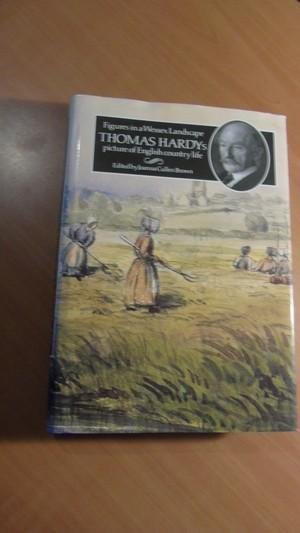 Figures in a Wessex Landscape
THOMAS HARDY's
picture of English country life
Edited by Joanna Cullen Brown